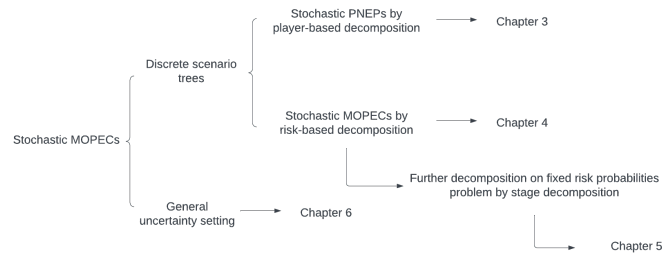 Stochastic PNEPs by
player-based decomposition
Chapter 3
Discrete scenario
trees
Stochastic MOPECs by
risk-based decomposition
Chapter 4
Stochastic MOPECs
Further decomposition on fixed risk probabilities
problem by stage decomposition
General
uncertainty setting
Chapter 6
Chapter 5